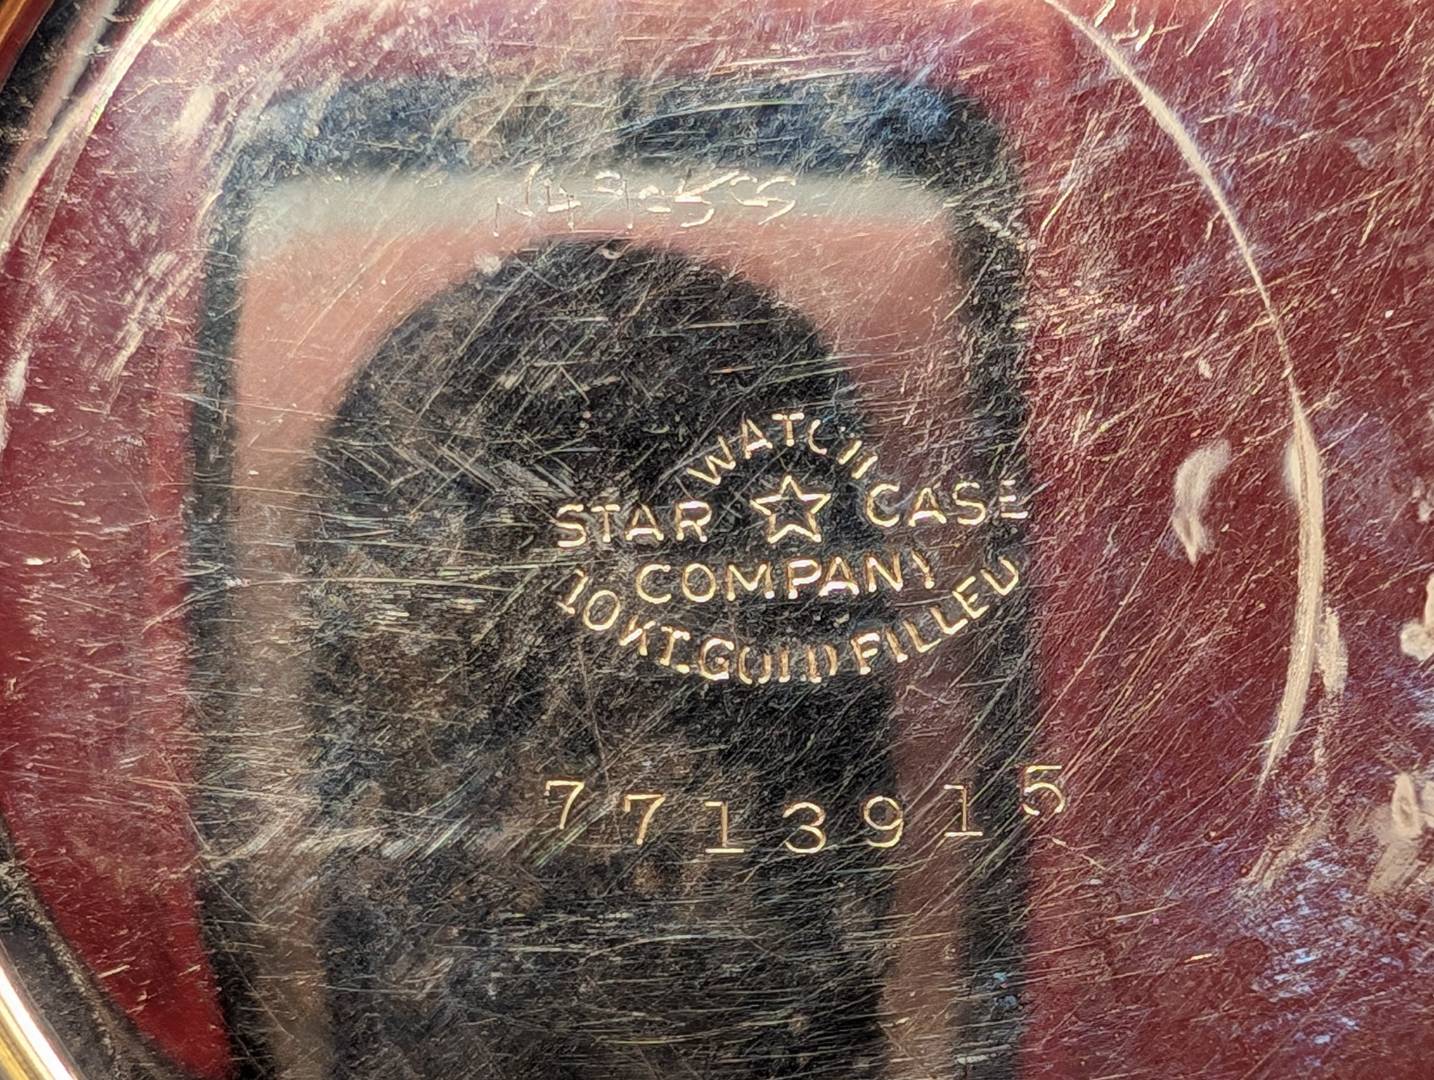 WATCH
STAR ☆ CASE
COMPANY
10KT. GOLD FILLED
7713915